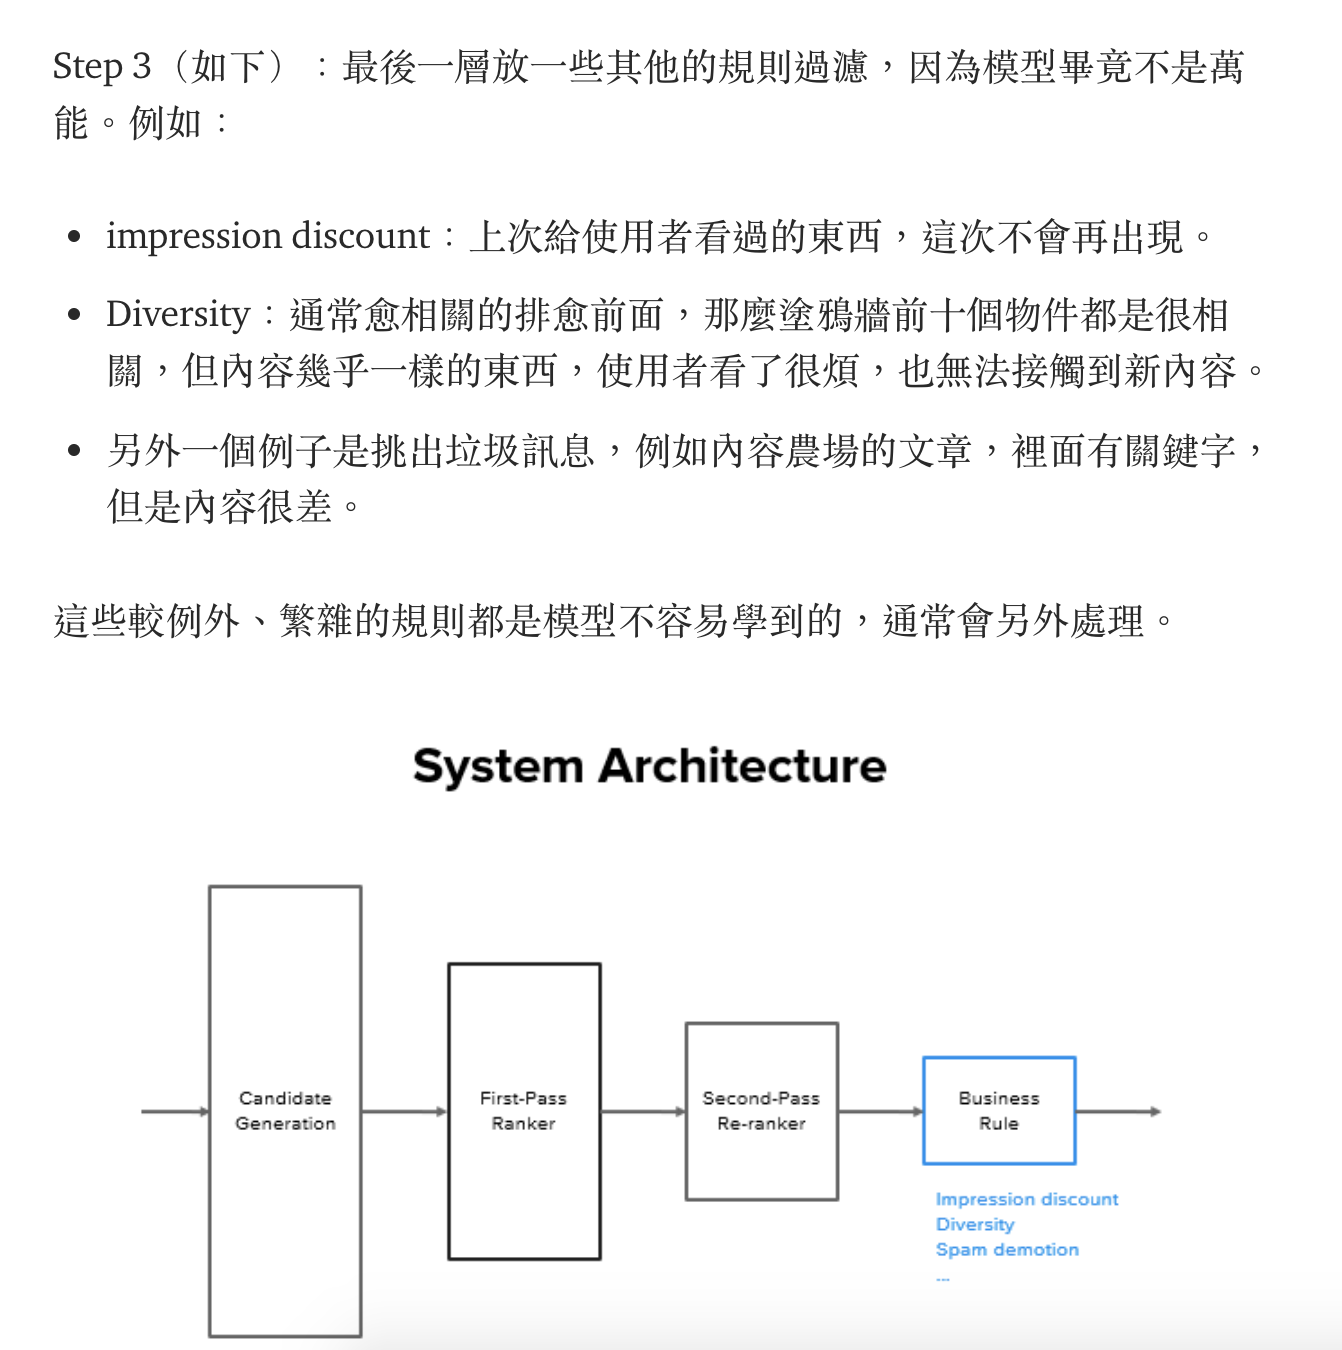 Step 3（如下）：最後一層放一些其他的規則過濾，因為模型畢竟不是萬
能。例如：
• impression discount：上次給使用者看過的東西，這次不會再出現。
• Diversity：通常愈相關的排愈前面，那麼塗鴉牆前十個物件都是很相
關，但內容幾乎一樣的東西，使用者看了很煩，也無法接觸到新內容。
• 另外一個例子是挑出垃圾訊息，例如內容農場的文章，裡面有關鍵字，
但是內容很差。
這些較例外、繁雜的規則都是模型不容易學到的，通常會另外處理。
System Architecture
Candidate
Generation
First-Pass
Ranker
Second-Pass
Re-ranker
Business
Rule
Impression discount
Diversity
Spam demotion
...